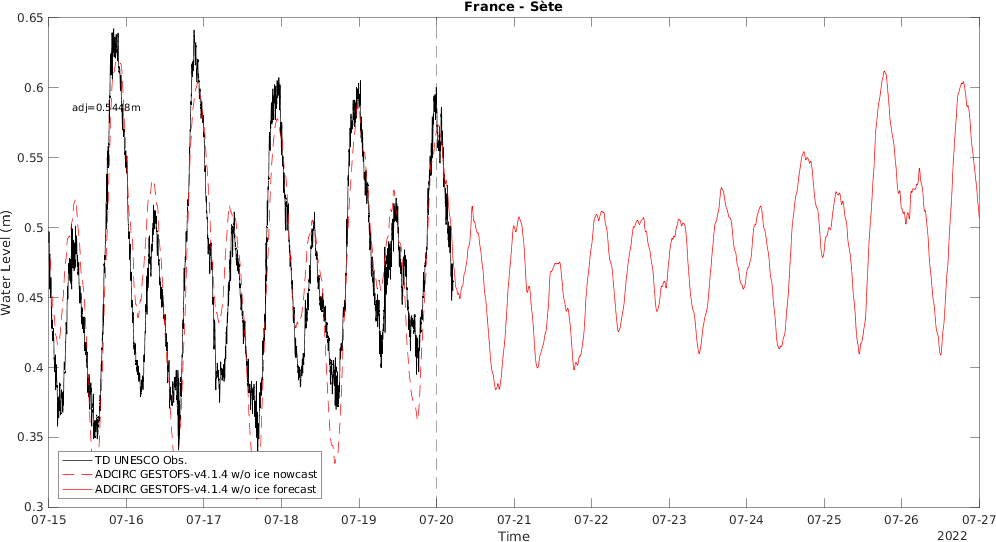 France - Sète
Water Level (m)
0.65
0.6
0.55
0.5
0.45
0.4
0.35
0.3
adj=0.5448m
TD UNESCO Obs.
ADCIRC GESTOFS-v4.1.4 w/o ice nowcast
ADCIRC GESTOFS-v4.1.4 w/o ice forecast
07-15 07-16 07-17 07-18 07-19 07-20 07-21 07-22 07-23 07-24 07-25 07-26 07-27
Time
2022